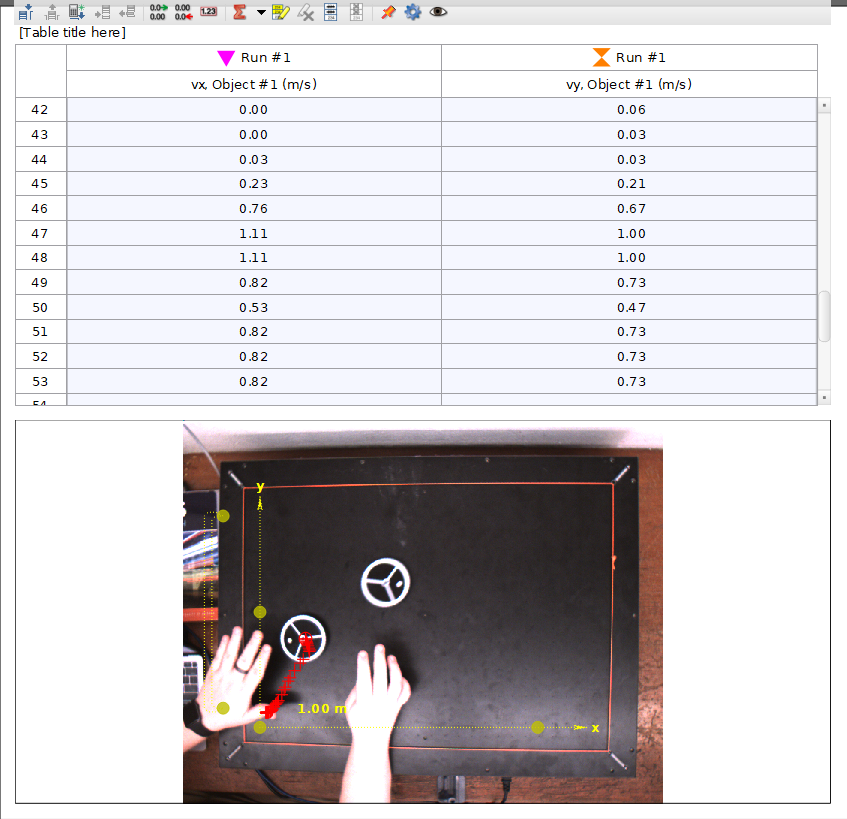 0.0 0.00 1.23 Σ
0.00 0.0
[Table title here]
Run #1 Run #1
vx, Object #1 (m/s) vy, Object #1 (m/s)
42 0.00 0.06
43 0.00 0.03
44 0.03 0.03
45 0.23 0.21
46 0.76 0.67
47 1.11 1.00
48 1.11 1.00
49 0.82 0.73
50 0.53 0.47
51 0.82 0.73
52 0.82 0.73
53 0.82 0.73
54
y
1.00 m
x